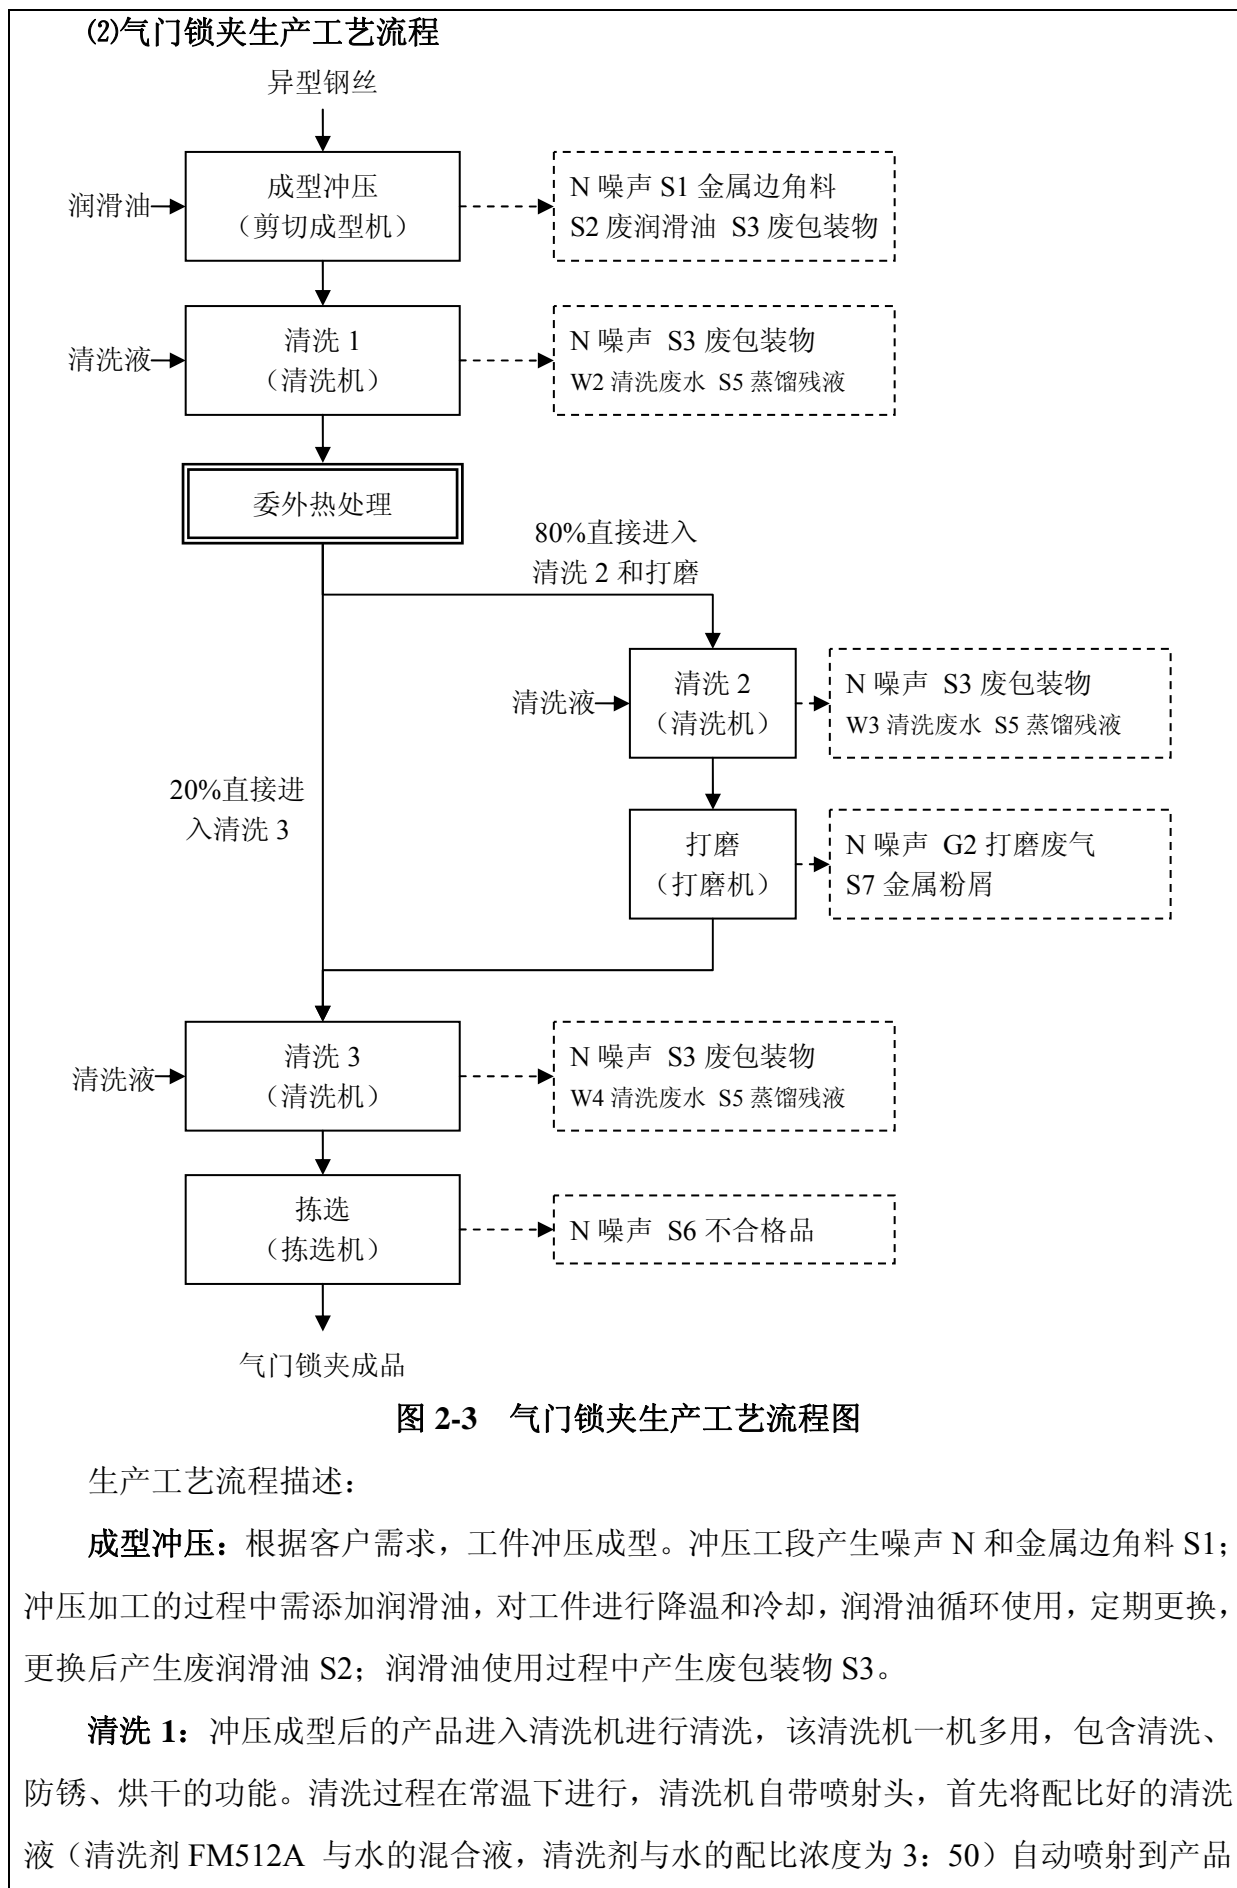 ⑵气门锁夹生产工艺流程
异型钢丝
润滑油
成型冲压
（剪切成型机）
N 噪声 S1 金属边角料
S2 废润滑油 S3 废包装物
清洗液
清洗 1
（清洗机）
N 噪声 S3 废包装物
W2 清洗废水 S5 蒸馏残液
委外热处理
80%直接进入
清洗 2 和打磨
清洗液
清洗 2
（清洗机）
N 噪声 S3 废包装物
W3 清洗废水 S5 蒸馏残液
20%直接进
入清洗 3
打磨
（打磨机）
N 噪声 G2 打磨废气
S7 金属粉屑
清洗液
清洗 3
（清洗机）
N 噪声 S3 废包装物
W4 清洗废水 S5 蒸馏残液
拣选
（拣选机）
N 噪声 S6 不合格品
气门锁夹成品
图 2-3 气门锁夹生产工艺流程图
生产工艺流程描述：
成型冲压：根据客户需求，工件冲压成型。冲压工段产生噪声 N 和金属边角料 S1；
冲压加工的过程中需添加润滑油，对工件进行降温和冷却，润滑油循环使用，定期更换，
更换后产生废润滑油 S2；润滑油使用过程中产生废包装物 S3。
清洗 1：冲压成型后的产品进入清洗机进行清洗，该清洗机一机多用，包含清洗、
防锈、烘干的功能。清洗过程在常温下进行，清洗机自带喷射头，首先将配比好的清洗
液（清洗剂 FM512A 与水的混合液，清洗剂与水的配比浓度为 3：50）自动喷射到产品